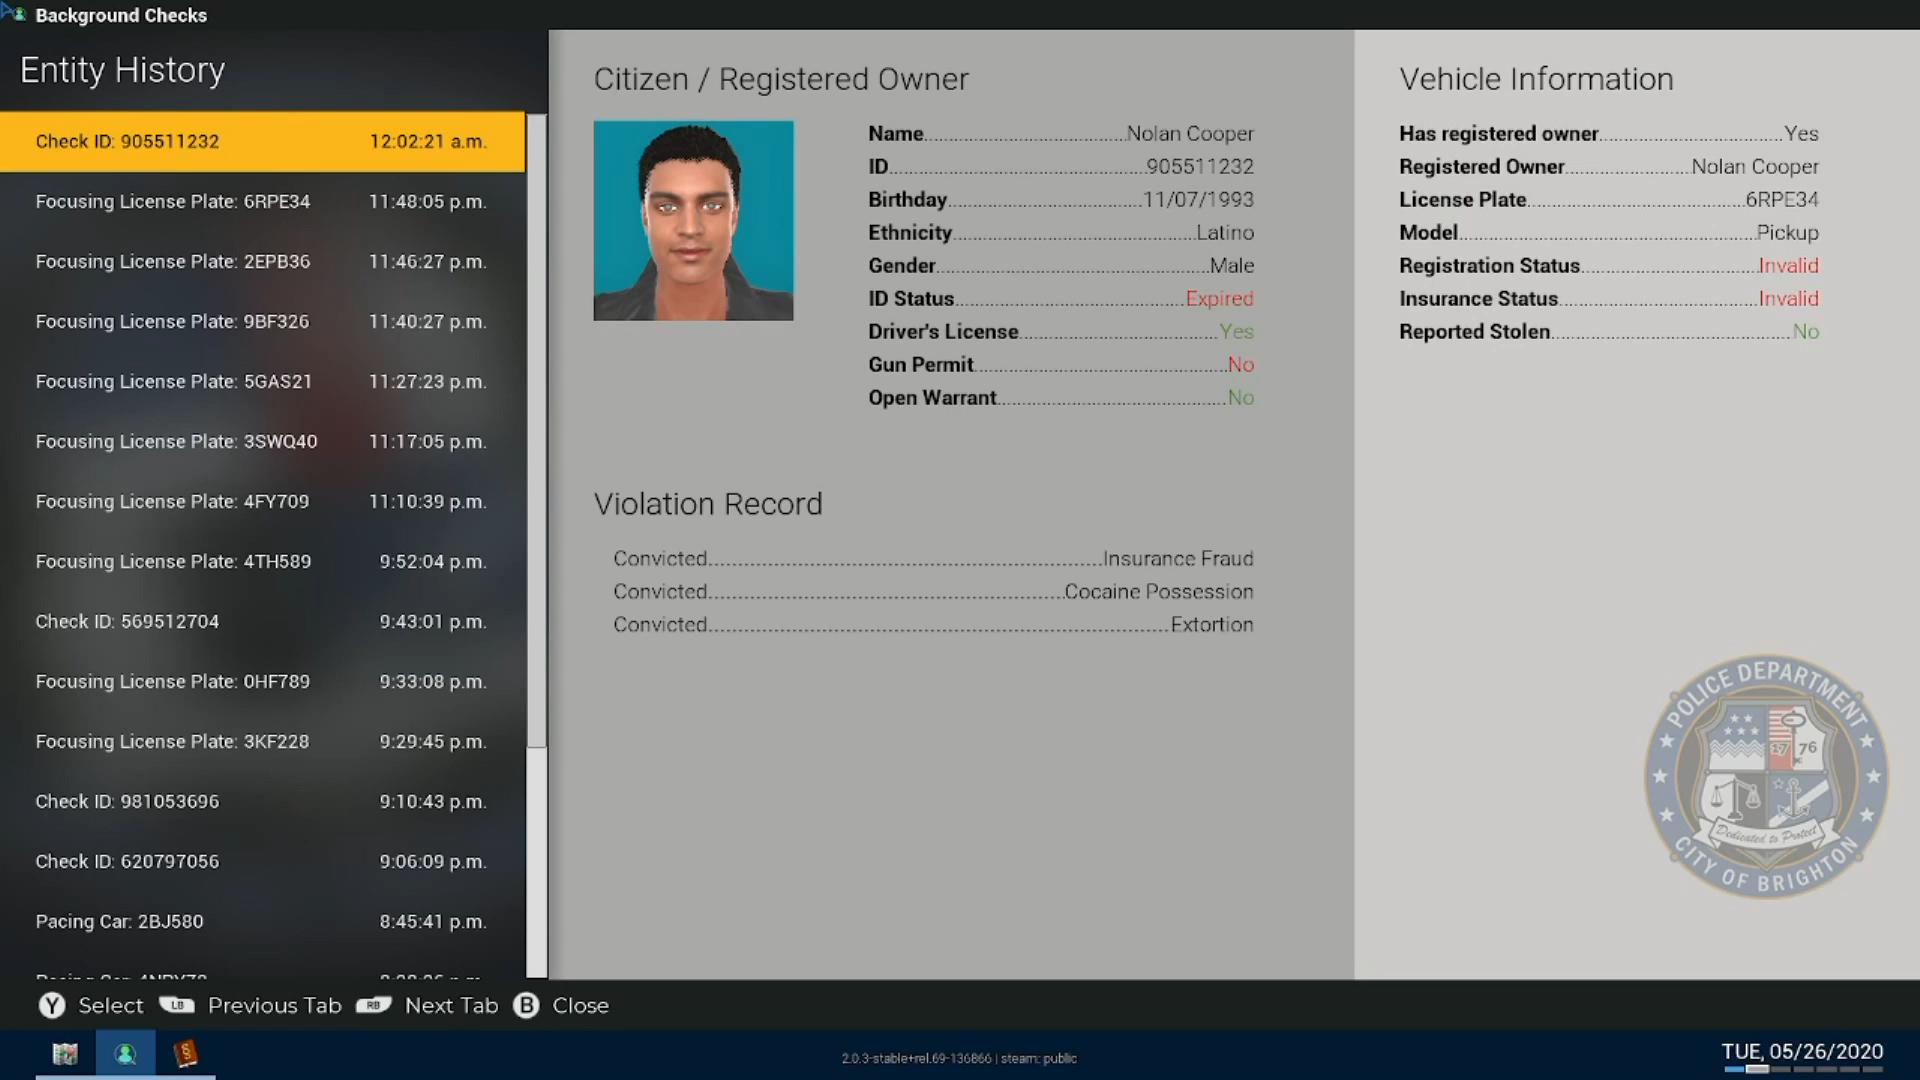 Background Checks
Entity History
Check ID: 905511232 12:02:21 a.m.
Focusing License Plate: 6RPE34 11:48:05 p.m.
Focusing License Plate: 2EPB36 11:46:27 p.m.
Focusing License Plate: 9BF326 11:40:27 p.m.
Focusing License Plate: 5GAS21 11:27:23 p.m.
Focusing License Plate: 3SWQ40 11:17:05 p.m.
Focusing License Plate: 4FY709 11:10:39 p.m.
Focusing License Plate: 4TH589 9:52:04 p.m.
Check ID: 569512704 9:43:01 p.m.
Focusing License Plate: 0HF789 9:33:08 p.m.
Focusing License Plate: 3KF228 9:29:45 p.m.
Check ID: 981053696 9:10:43 p.m.
Check ID: 620797056 9:06:09 p.m.
Pacing Car: 2BJ580 8:45:41 p.m.
Citizen / Registered Owner
Name Nolan Cooper
ID 905511232
Birthday 11/07/1993
Ethnicity Latino
Gender Male
ID Status Expired
Driver's License Yes
Gun Permit No
Open Warrant No
Violation Record
Convicted Insurance Fraud
Convicted Cocaine Possession
Convicted Extortion
Vehicle Information
Has registered owner Yes
Registered Owner Nolan Cooper
License Plate 6RPE34
Model Pickup
Registration Status Invalid
Insurance Status Invalid
Reported Stolen No
POLICE DEPARTMENT
17 76
Dedicated to Protect
CITY OF BRIGHTON
Y Select LB Previous Tab RB Next Tab B Close
2.0.3-stable+rel.69-136866 | steam: public
TUE, 05/26/2020